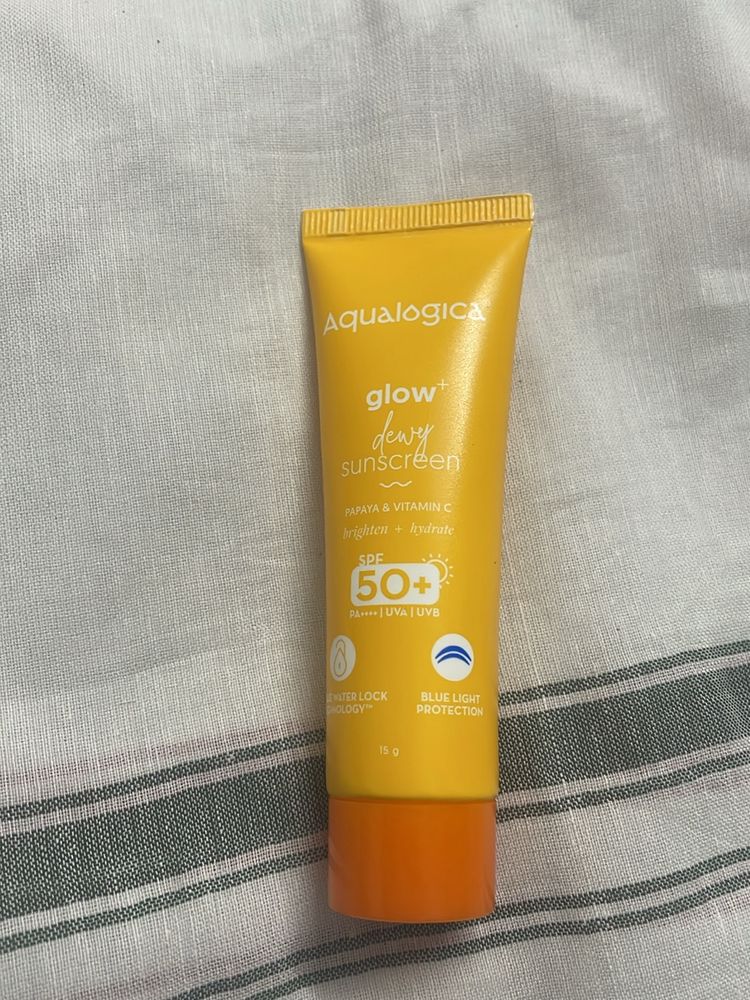 Aqualogica
glow+
dewy
sunscreen
PAPAYA & VITAMIN C
brighten + hydrate
SPF
50+
PA++++ | UVA | UVB
WATER LOCK
BLUE LIGHT
PROTECTION
15 g